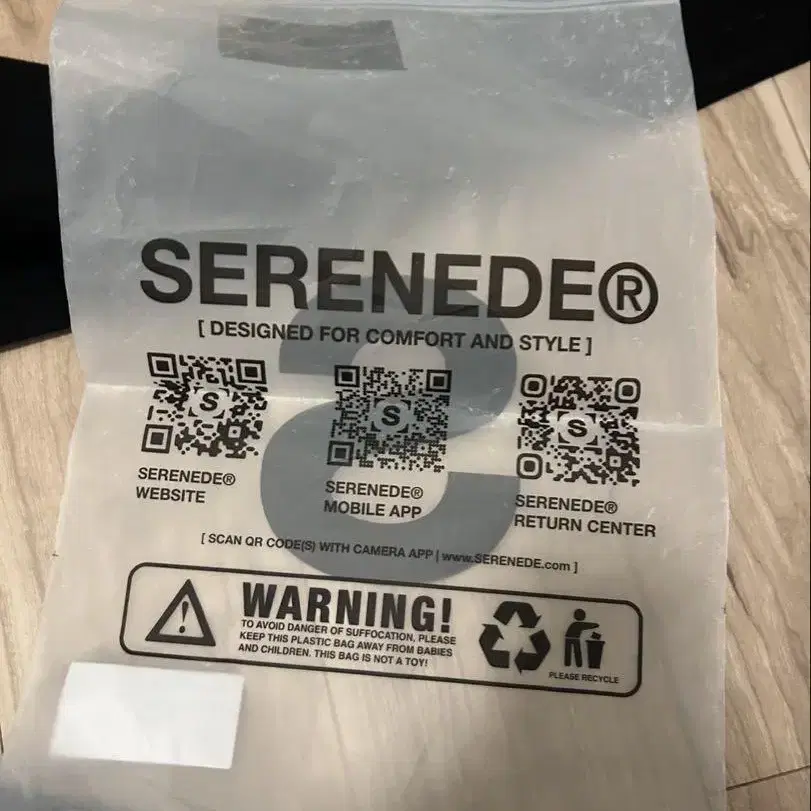 SERENEDE®
[ DESIGNED FOR COMFORT AND STYLE ]
S
S
S
S
SERENEDE®
WEBSITE
SERENEDE®
MOBILE APP
SERENEDE®
RETURN CENTER
[ SCAN QR CODE(S) WITH CAMERA APP | www.SERENEDE.com ]
WARNING!
TO AVOID DANGER OF SUFFOCATION, PLEASE
KEEP THIS PLASTIC BAG AWAY FROM BABIES
AND CHILDREN. THIS BAG IS NOT A TOY!
PLEASE RECYCLE